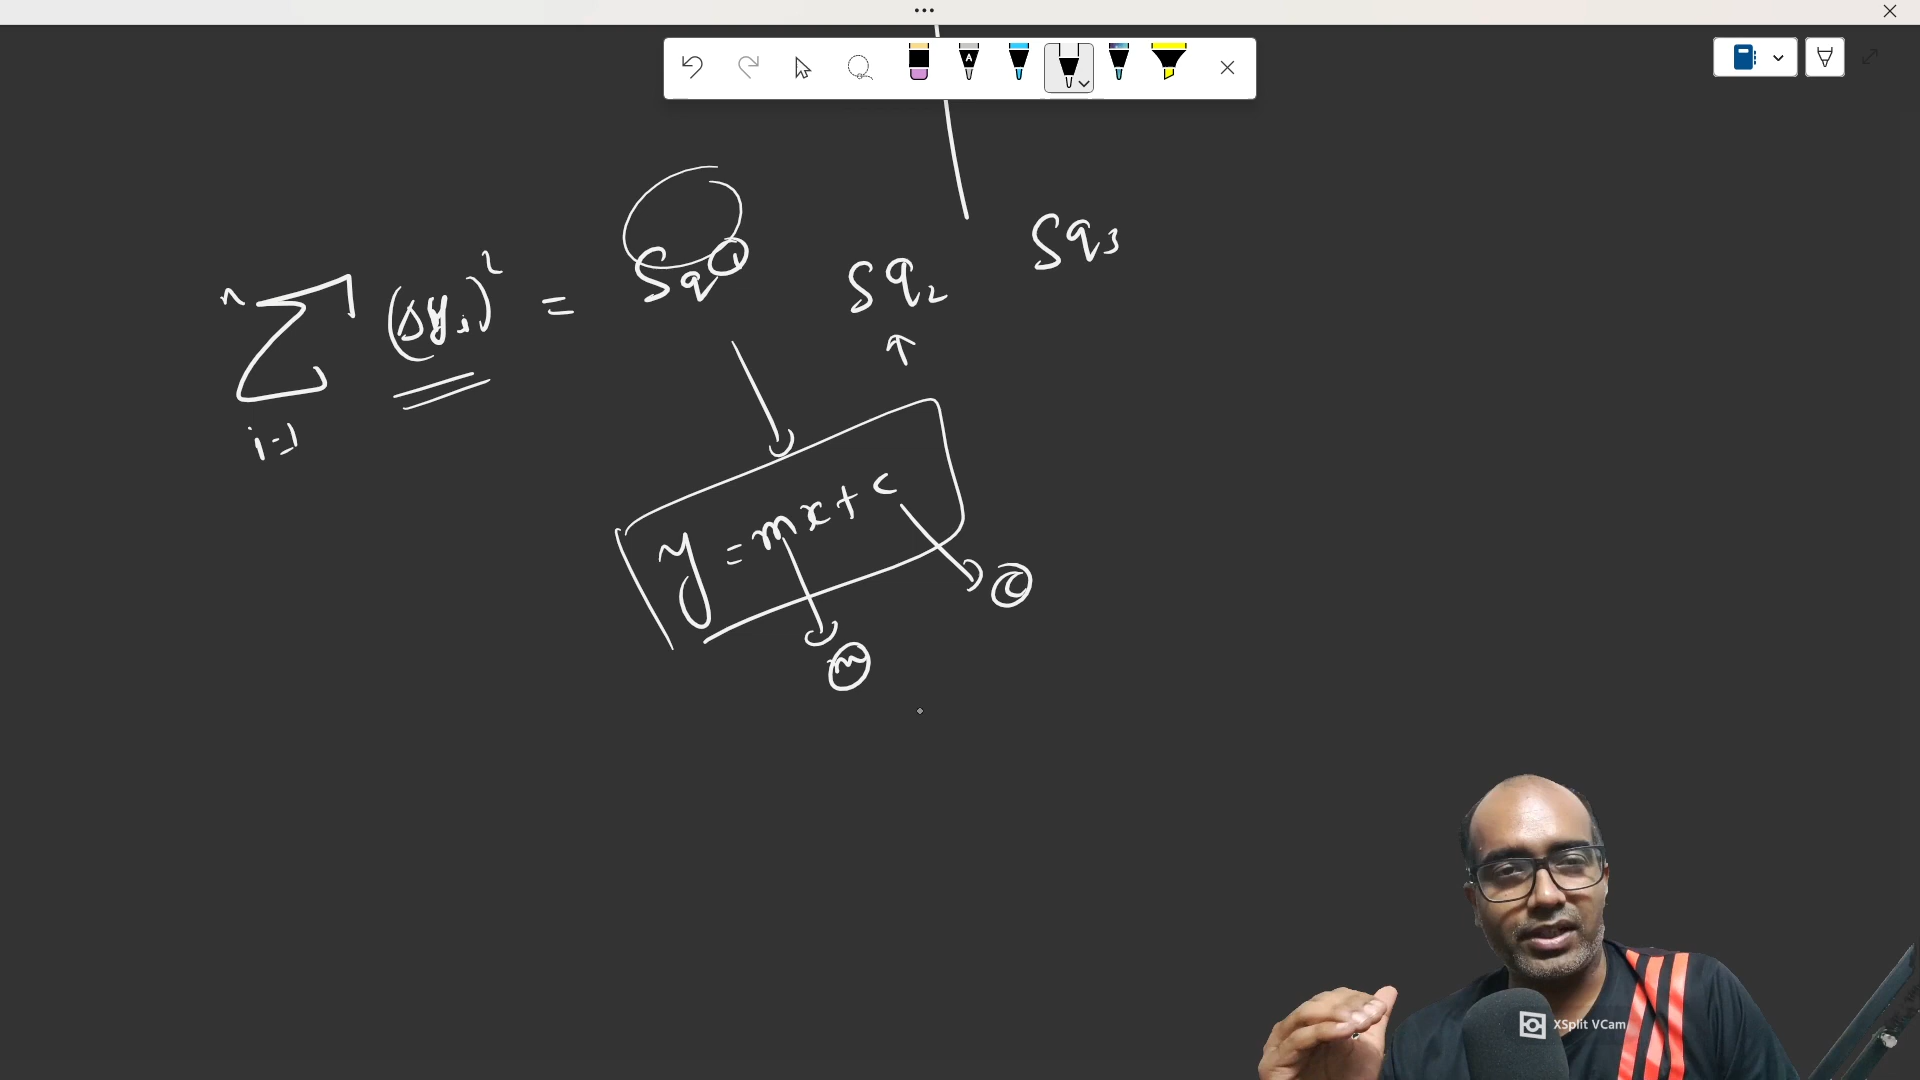 A
n
∑ (Δyᵢ)² = Sq1 Sq2 Sq3
i=1
y = mx + c
c
m
XSplit VCam